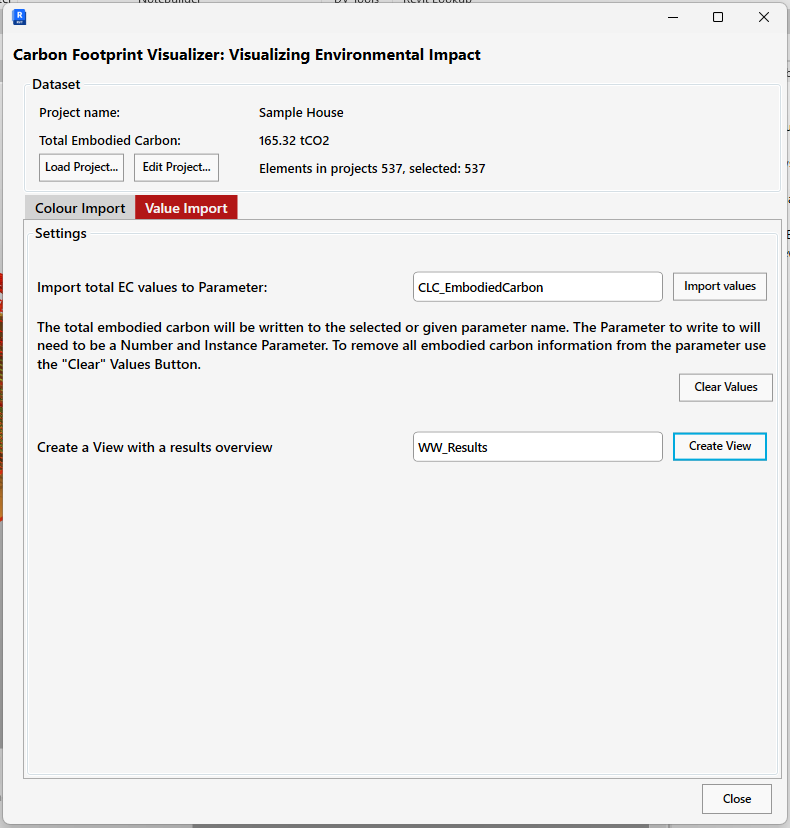 NoteBuilder
Revit Lookup
Carbon Footprint Visualizer: Visualizing Environmental Impact
Dataset
Project name: Sample House
Total Embodied Carbon: 165.32 tCO2
Load Project... Edit Project... Elements in projects 537, selected: 537
Colour Import Value Import
Settings
Import total EC values to Parameter: CLC_EmbodiedCarbon Import values
The total embodied carbon will be written to the selected or given parameter name. The Parameter to write to will
need to be a Number and Instance Parameter. To remove all embodied carbon information from the parameter use
the "Clear" Values Button.
Clear Values
Create a View with a results overview WW_Results Create View
Close